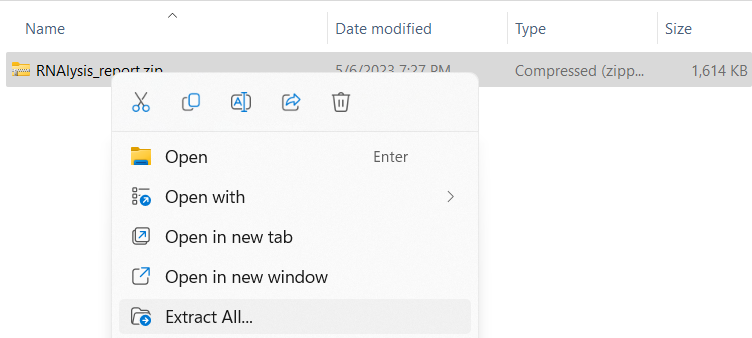 Name Date modified Type Size
RNAlysis_report.zip 5/6/2023 7:27 PM Compressed (zipp... 1,614 KB
Open Enter
Open with
Open in new tab
Open in new window
Extract All...